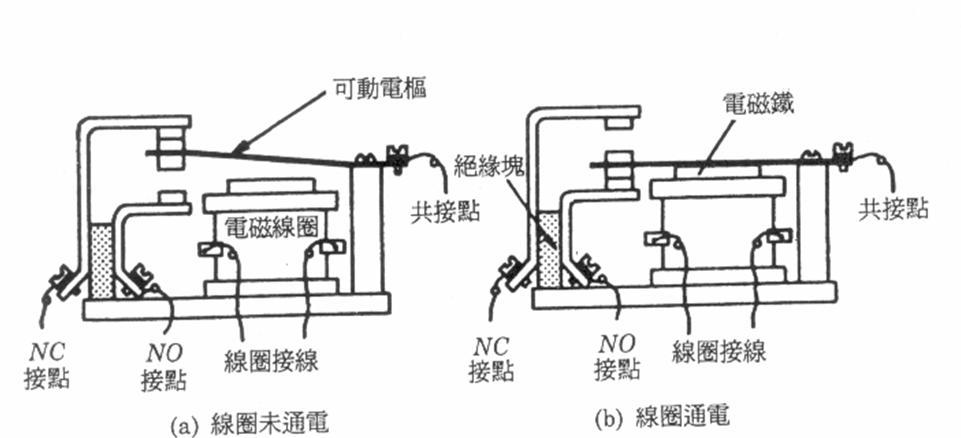 可動電樞
電磁線圈
共接點
NC
接點
NO
接點
線圈接線
(a) 線圈未通電
電磁鐵
絕緣塊
共接點
NC
接點
NO
接點
線圈接線
(b) 線圈通電